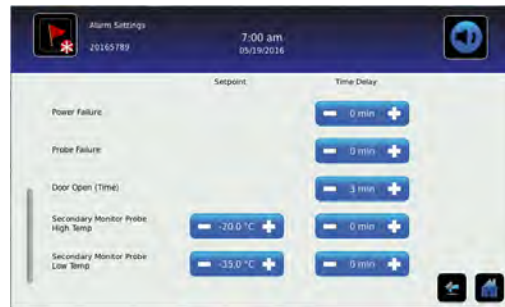 Alarm Settings
20165789
7:00 am
05/19/2016
Setpoint
Time Delay
Power Failure
0 min
Probe Failure
0 min
Door Open (Time)
3 min
Secondary Monitor Probe
High Temp
-20.0 °C
0 min
Secondary Monitor Probe
Low Temp
-35.0 °C
0 min